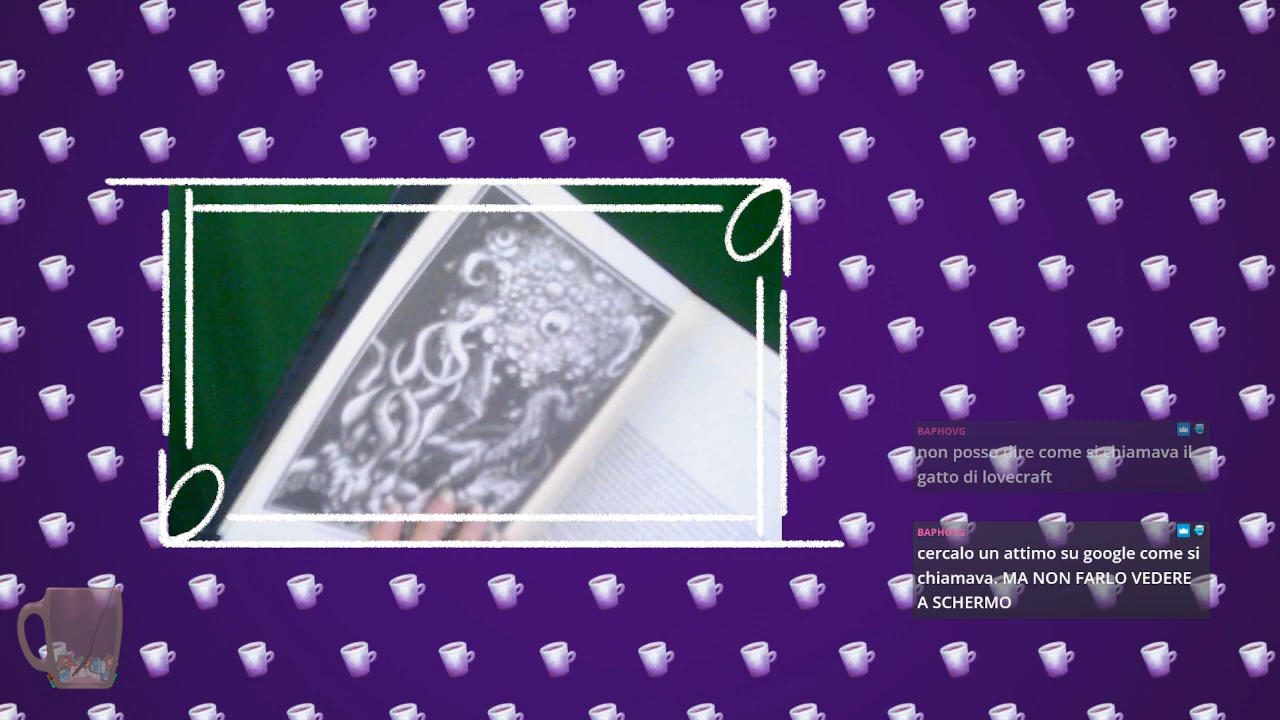 BAPHOVG
non posso dire come si chiamava il
gatto di lovecraft
BAPHOVG
cercalo un attimo su google come si
chiamava. MA NON FARLO VEDERE
A SCHERMO